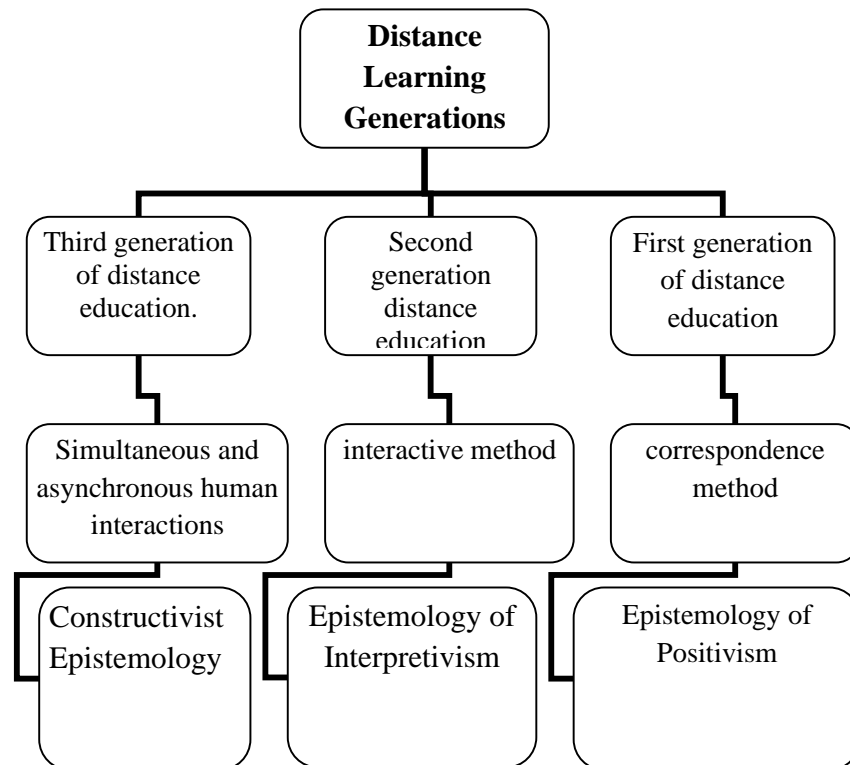 Distance
Learning
Generations
Third generation
of distance
education.
Second
generation
distance
education
First generation
of distance
education
Simultaneous and
asynchronous human
interactions
interactive method
correspondence
method
Constructivist
Epistemology
Epistemology of
Interpretivism
Epistemology of
Positivism